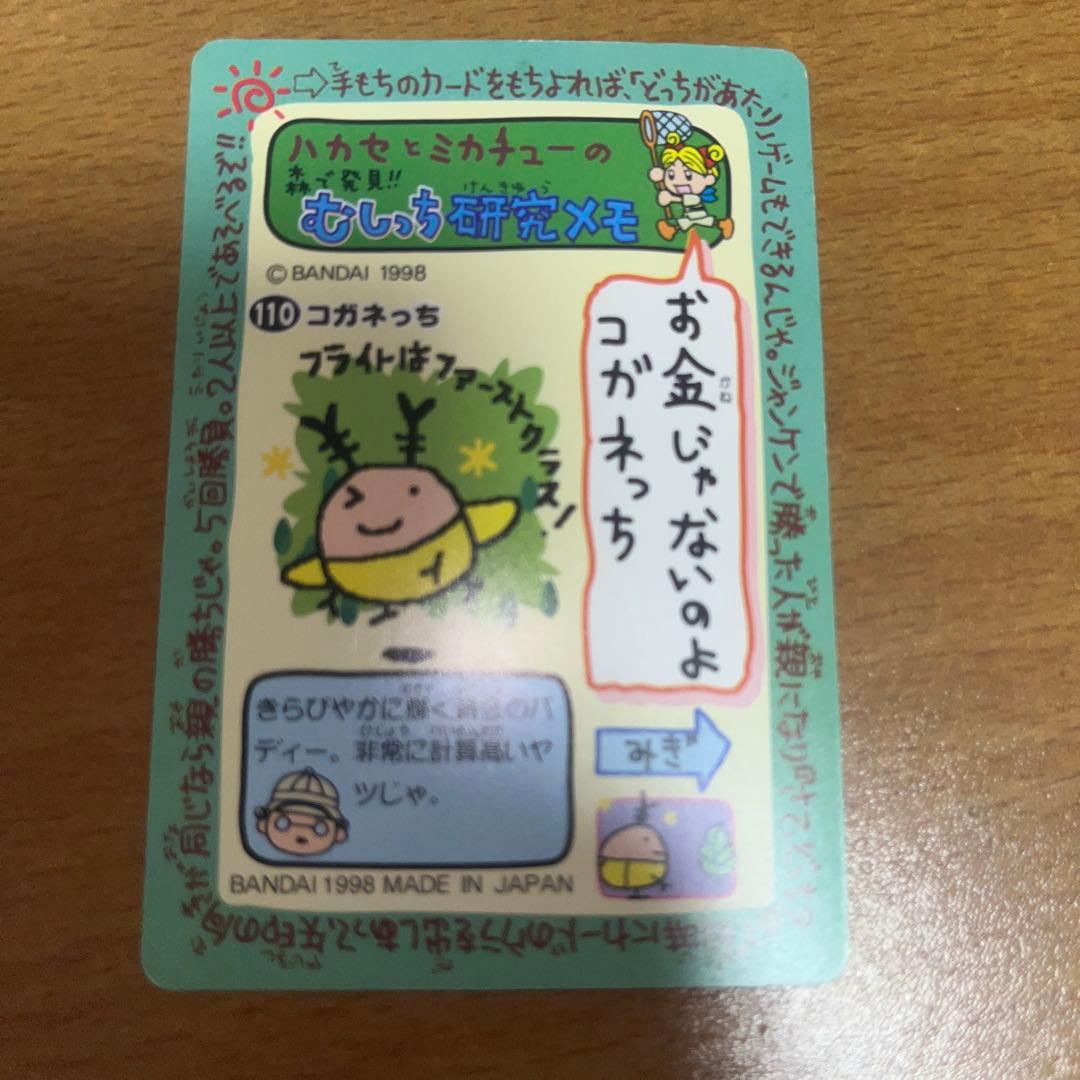 ⇨手もちのカードをもちよれば、「どっちがあたり」ゲームもできるんじゃ。ジャンケンで勝った人が親になり
にカードのウラを出しあって、矢印の
が同じなら親の勝ちじゃ。5回勝負。2人以上であそべるぞ!!
ハカセとミカチューの
森で発見!!
むしっち研究メモ
© BANDAI 1998
110 コガネっち
フライトはファーストクラス!
お金じゃないのよ
コガネっち
きらびやかに輝く黄金のバ
ディー。非常に計算高いヤ
ツじゃ。
みぎ
BANDAI 1998 MADE IN JAPAN